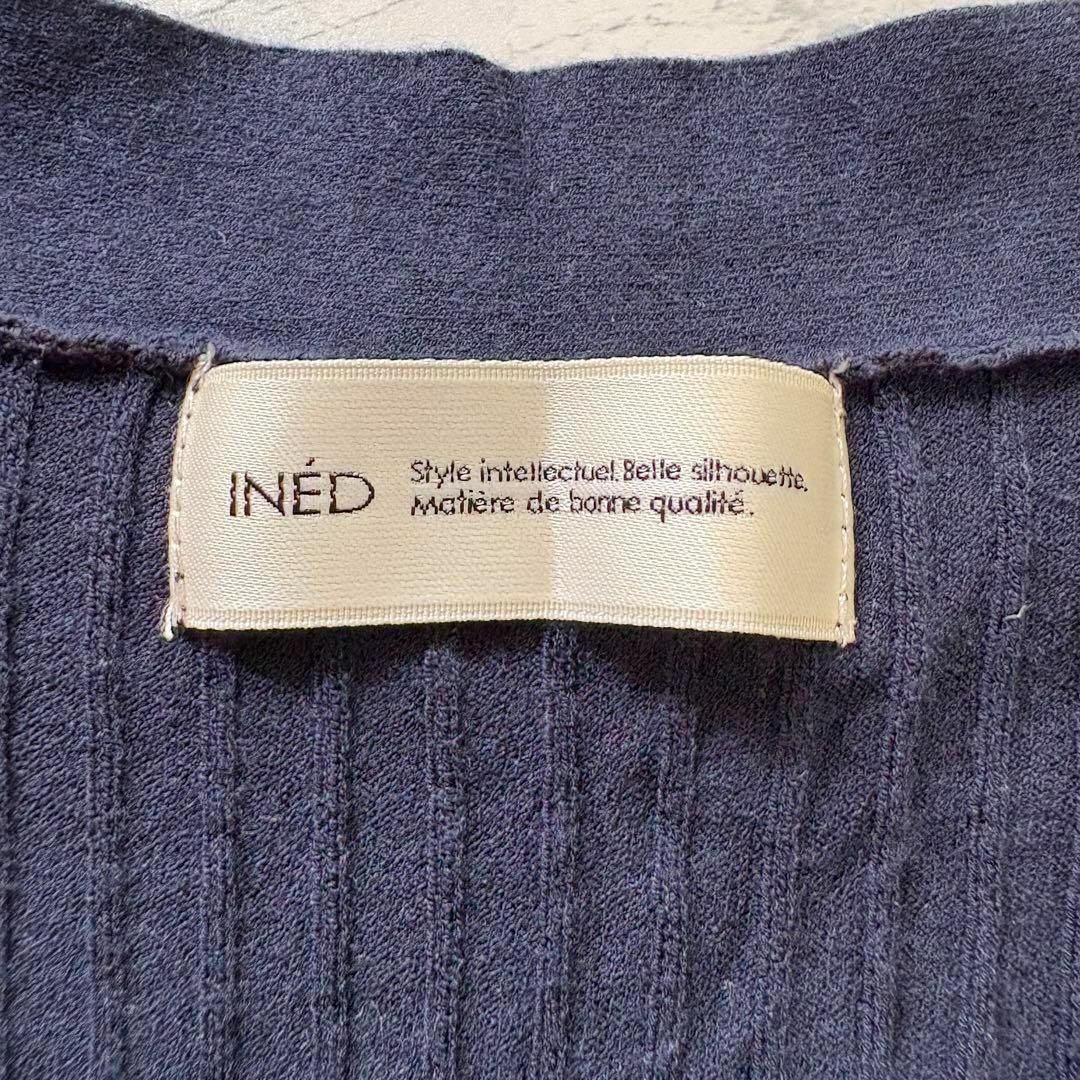 INÉD
Style intellectuel. Belle silhouette.
Matière de bonne qualité.